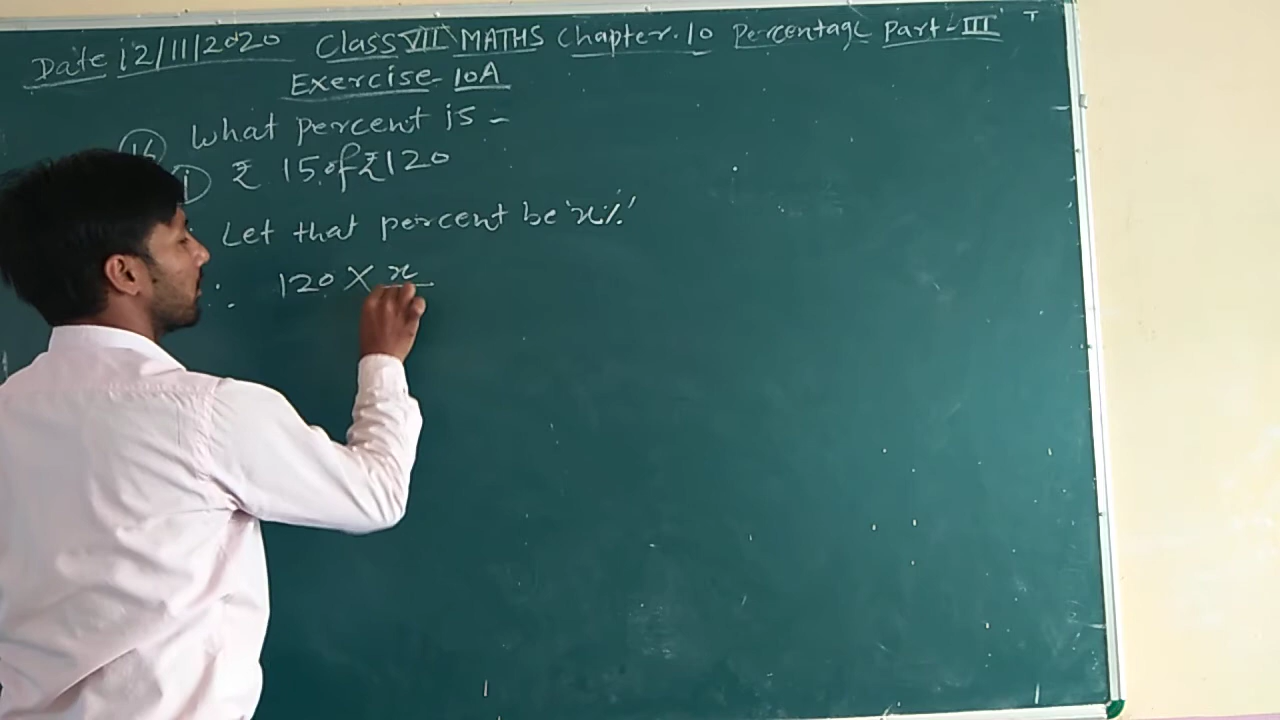 Date 12/11/2020 Class VII MATHS Chapter. 10 Percentage Part-III
Exercise- 10A
What percent is -
i ₹ 15 of ₹120
Let that percent be 'x%'
∴ 120 × x